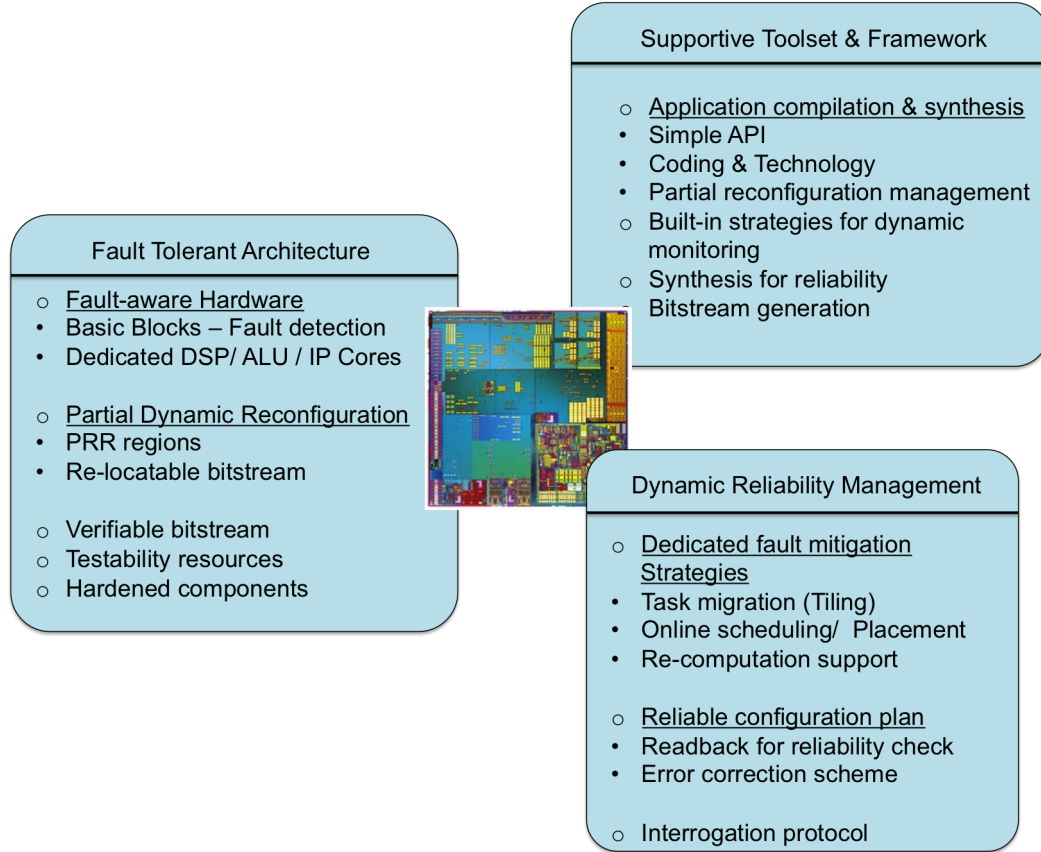 Supportive Toolset & Framework
○ Application compilation & synthesis
• Simple API
• Coding & Technology
• Partial reconfiguration management
○ Built-in strategies for dynamic
monitoring
○ Synthesis for reliability
○ Bitstream generation
Fault Tolerant Architecture
○ Fault-aware Hardware
• Basic Blocks – Fault detection
• Dedicated DSP/ ALU / IP Cores
○ Partial Dynamic Reconfiguration
• PRR regions
• Re-locatable bitstream
○ Verifiable bitstream
○ Testability resources
○ Hardened components
Dynamic Reliability Management
○ Dedicated fault mitigation
Strategies
• Task migration (Tiling)
• Online scheduling/ Placement
• Re-computation support
○ Reliable configuration plan
• Readback for reliability check
• Error correction scheme
○ Interrogation protocol